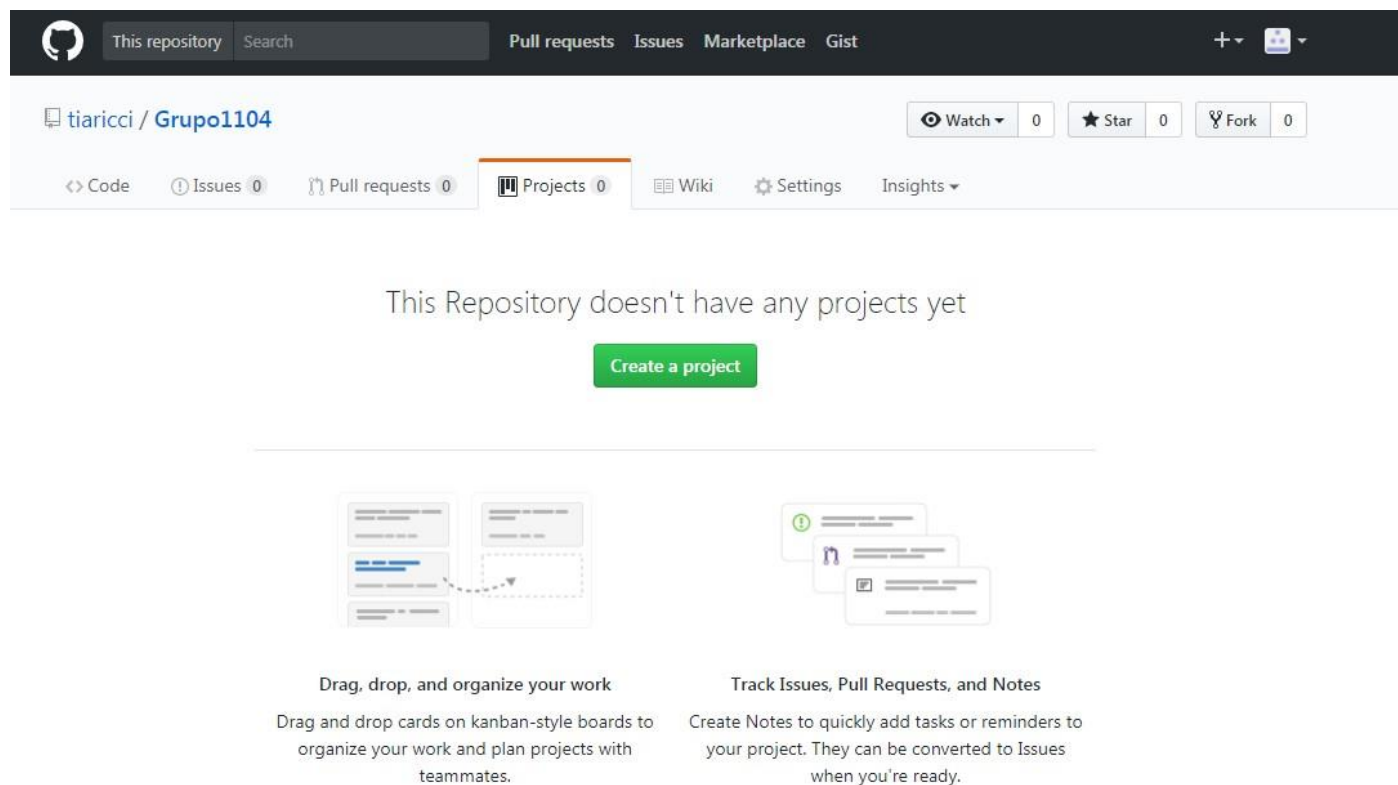 This repository Search Pull requests Issues Marketplace Gist
tiaricci / Grupo1104 Watch 0 Star 0 Fork 0
Code Issues 0 Pull requests 0 Projects 0 Wiki Settings Insights
This Repository doesn't have any projects yet
Create a project
Drag, drop, and organize your work
Drag and drop cards on kanban-style boards to
organize your work and plan projects with
teammates.
Track Issues, Pull Requests, and Notes
Create Notes to quickly add tasks or reminders to
your project. They can be converted to Issues
when you're ready.